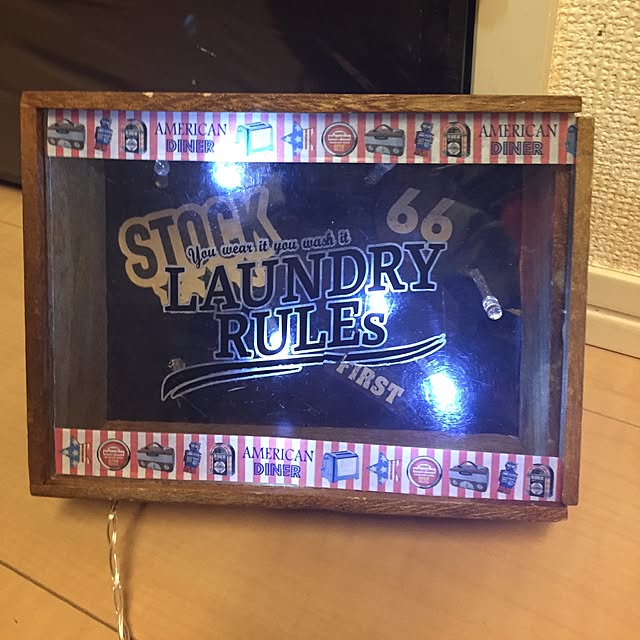 AMERICAN DINER
AMERICAN DINER
STOCK
66
You wear it you wash it
LAUNDRY
RULES
FIRST
AMERICAN DINER